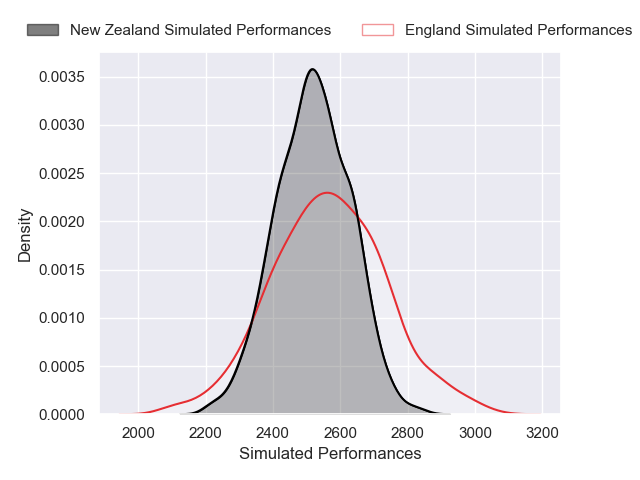 New Zealand Simulated Performances
England Simulated Performances
0.0035
0.0030
0.0025
0.0020
0.0015
0.0010
0.0005
0.0000
Density
2000 2200 2400 2600 2800 3000 3200
Simulated Performances